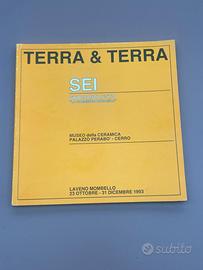 TERRA & TERRA
SEI
MUSEO della CERAMICA
PALAZZO PERABO' - CERRO
LAVENO MOMBELLO
23 OTTOBRE - 31 DICEMBRE 1993
subito